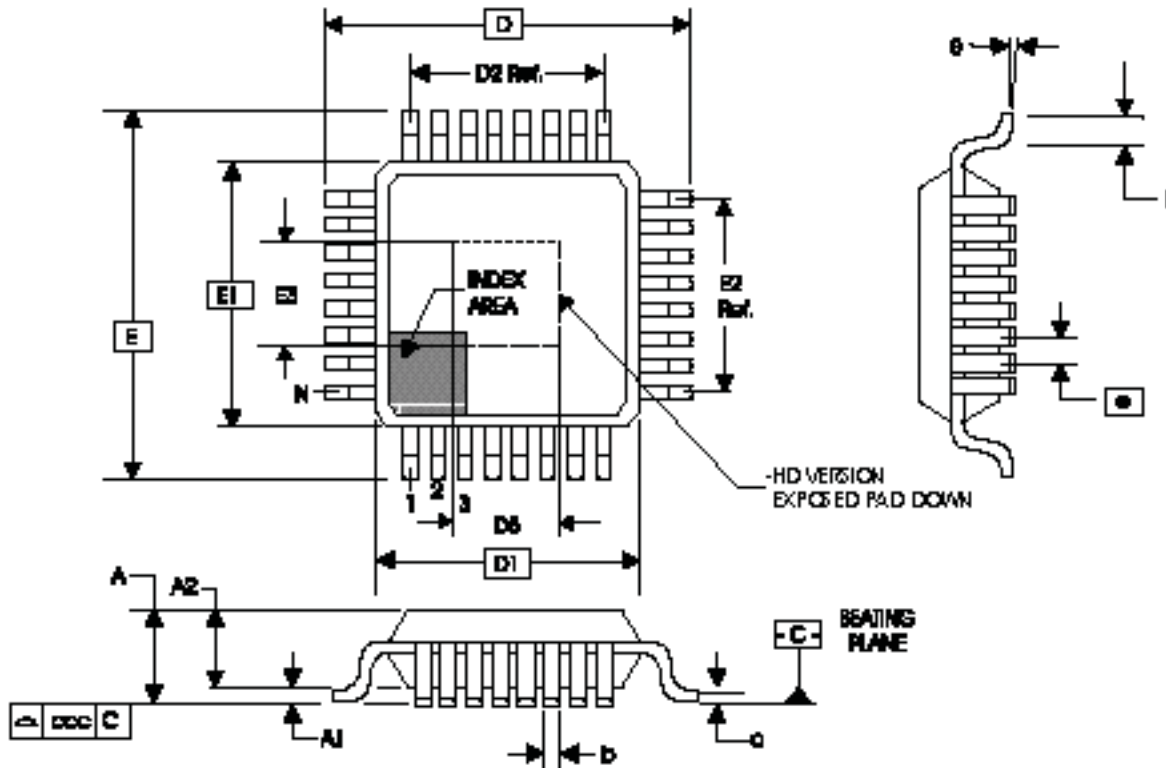 D
D2 Ref.
θ
E
E1
E3
INDEX
AREA
E2
Ref.
N
1
2
3
D3
D1
-HD VERSION
EXPOSED PAD DOWN
e
A
A2
A1
b
c
-C-
SEATING
PLANE
ccc C